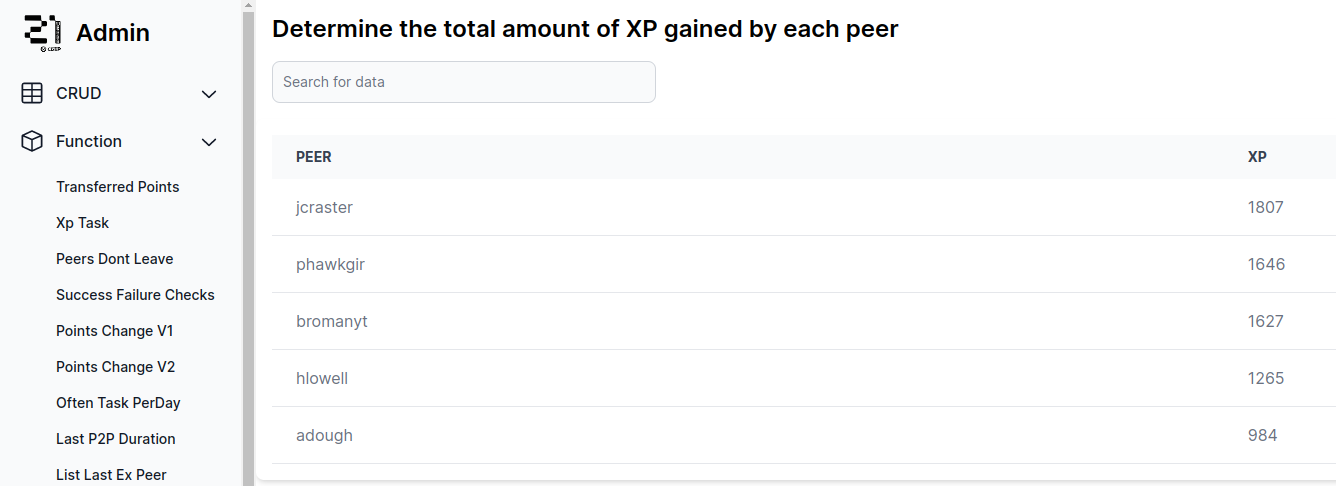 Admin
CRUD
Function
Transferred Points
Xp Task
Peers Dont Leave
Success Failure Checks
Points Change V1
Points Change V2
Often Task PerDay
Last P2P Duration
List Last Ex Peer
Determine the total amount of XP gained by each peer
Search for data
PEER XP
jcraster 1807
phawkgir 1646
bromanyt 1627
hlowell 1265
adough 984